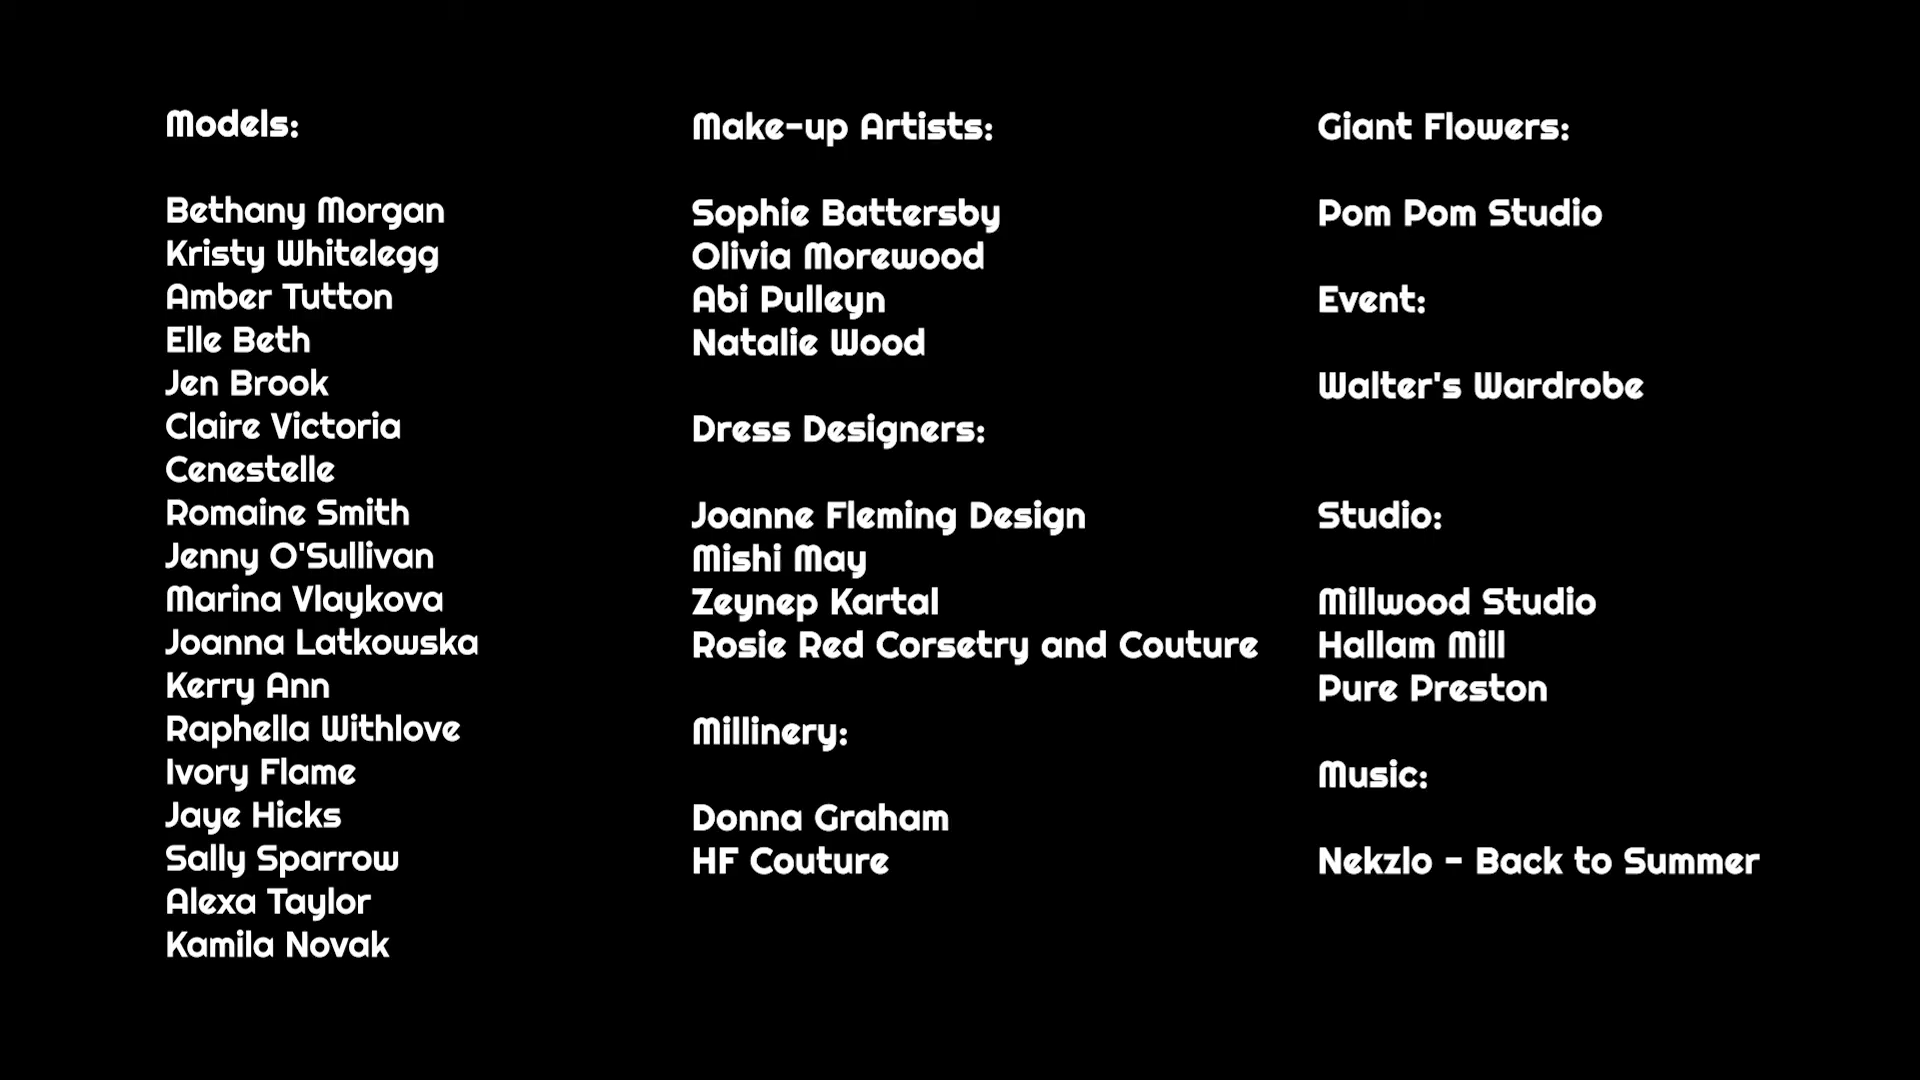 Models:
Bethany Morgan
Kristy Whitelegg
Amber Tutton
Elle Beth
Jen Brook
Claire Victoria
Cenestelle
Romaine Smith
Jenny O'Sullivan
Marina Vlaykova
Joanna Latkowska
Kerry Ann
Raphella Withlove
Ivory Flame
Jaye Hicks
Sally Sparrow
Alexa Taylor
Kamila Novak
Make-up Artists:
Sophie Battersby
Olivia Morewood
Abi Pulleyn
Natalie Wood
Dress Designers:
Joanne Fleming Design
Mishi May
Zeynep Kartal
Rosie Red Corsetry and Couture
Millinery:
Donna Graham
HF Couture
Giant Flowers:
Pom Pom Studio
Event:
Walter's Wardrobe
Studio:
Millwood Studio
Hallam Mill
Pure Preston
Music:
Nekzlo - Back to Summer